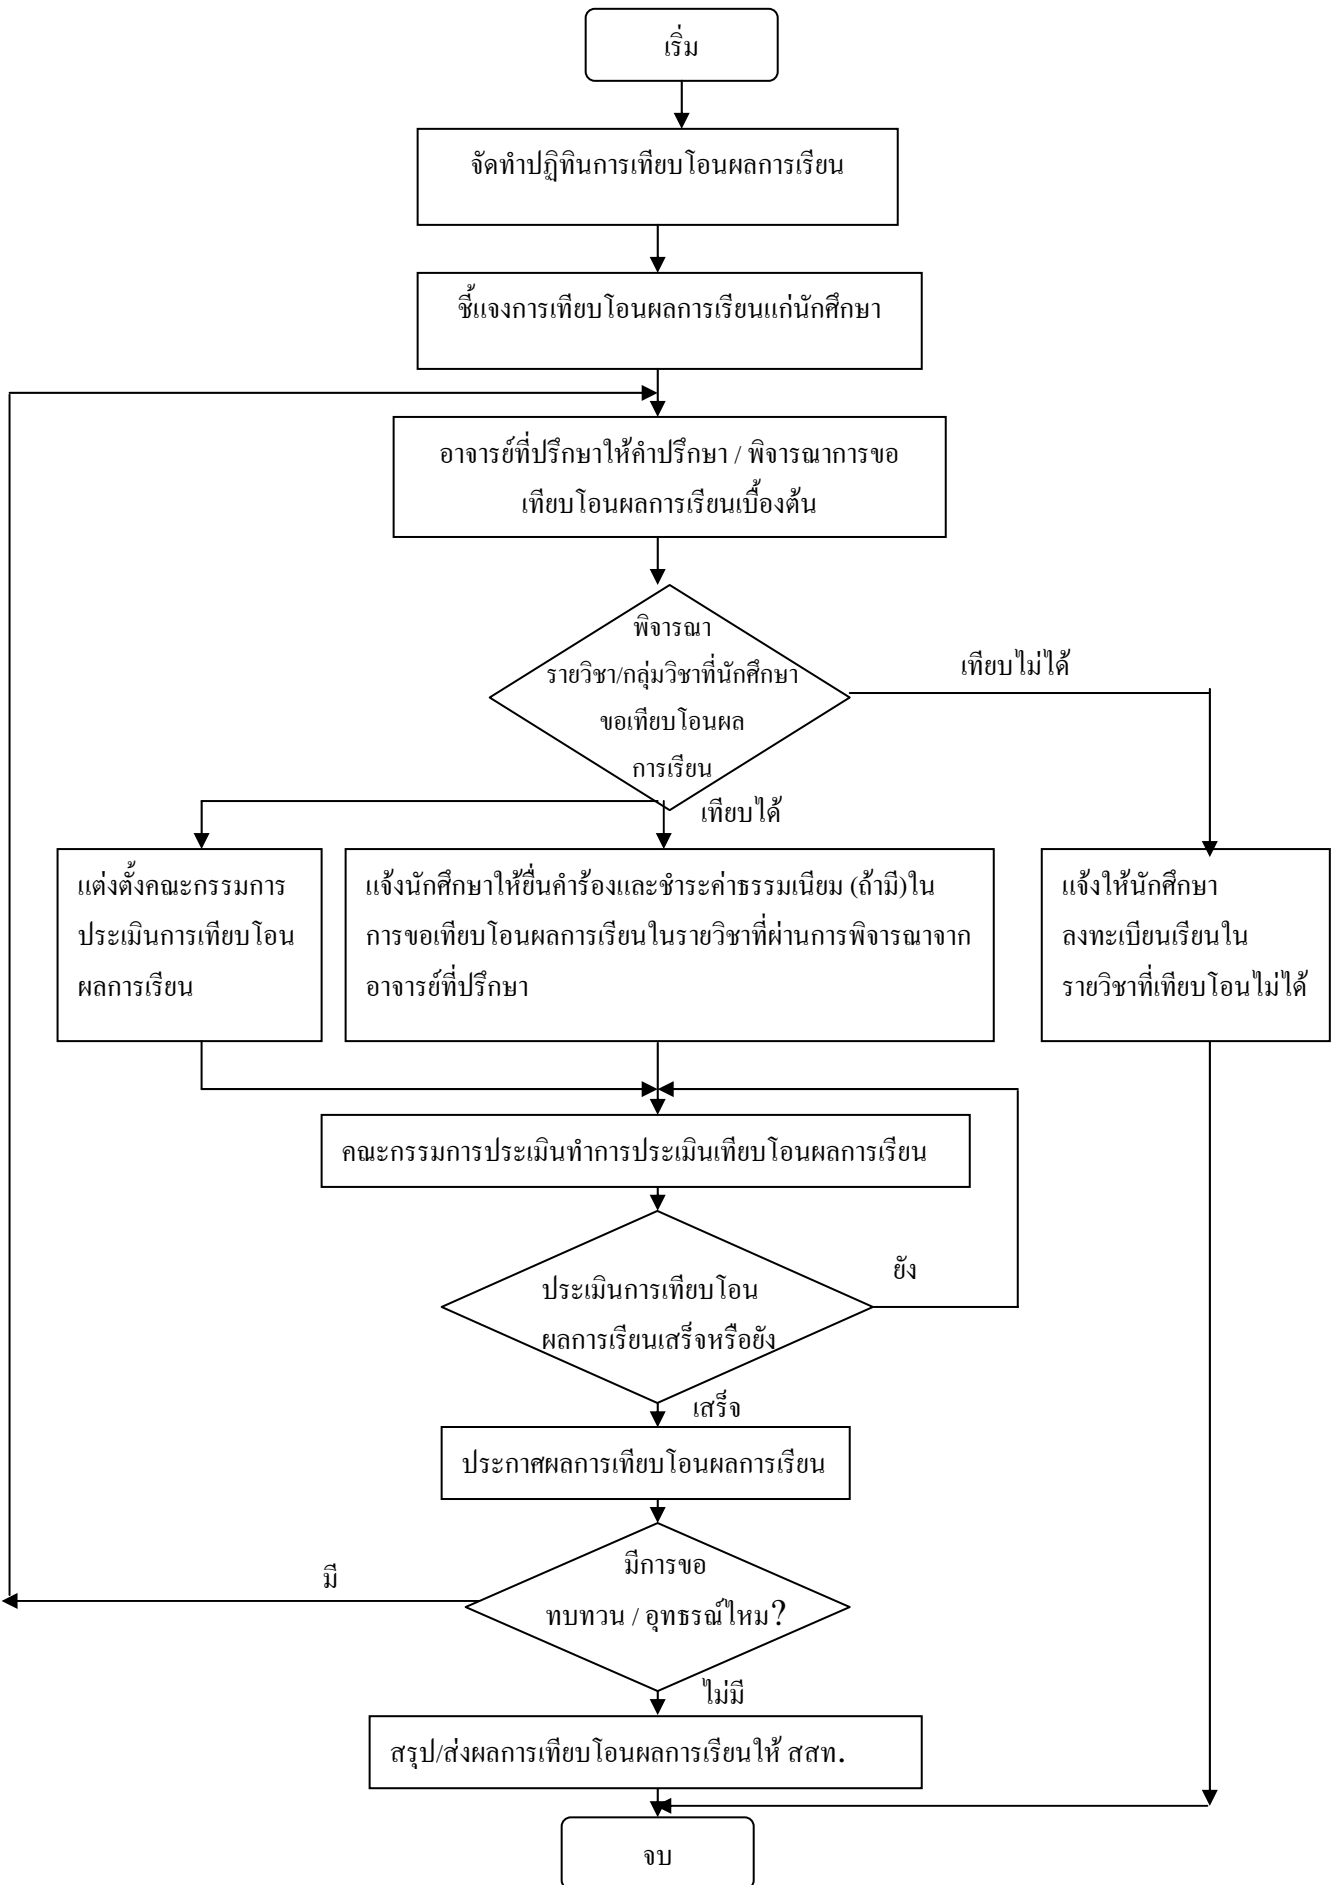 เริ่ม
จัดทำปฏิทินการเทียบโอนผลการเรียน
ชี้แจงการเทียบโอนผลการเรียนแก่นักศึกษา
อาจารย์ที่ปรึกษาให้คำปรึกษา / พิจารณาการขอ
เทียบโอนผลการเรียนเบื้องต้น
พิจารณา
รายวิชา/กลุ่มวิชาที่นักศึกษา
ขอเทียบโอนผล
การเรียน
เทียบไม่ได้
เทียบได้
แต่งตั้งคณะกรรมการ
ประเมินการเทียบโอน
ผลการเรียน
แจ้งนักศึกษาให้ยื่นคำร้องและชำระค่าธรรมเนียม (ถ้ามี)ใน
การขอเทียบโอนผลการเรียนในรายวิชาที่ผ่านการพิจารณาจาก
อาจารย์ที่ปรึกษา
แจ้งให้นักศึกษา
ลงทะเบียนเรียนใน
รายวิชาที่เทียบโอนไม่ได้
คณะกรรมการประเมินทำการประเมินเทียบโอนผลการเรียน
ประเมินการเทียบโอน
ผลการเรียนเสร็จหรือยัง
ยัง
เสร็จ
ประกาศผลการเทียบโอนผลการเรียน
มีการขอ
ทบทวน / อุทธรณ์ไหม?
มี
ไม่มี
สรุป/ส่งผลการเทียบโอนผลการเรียนให้ สสท.
จบ